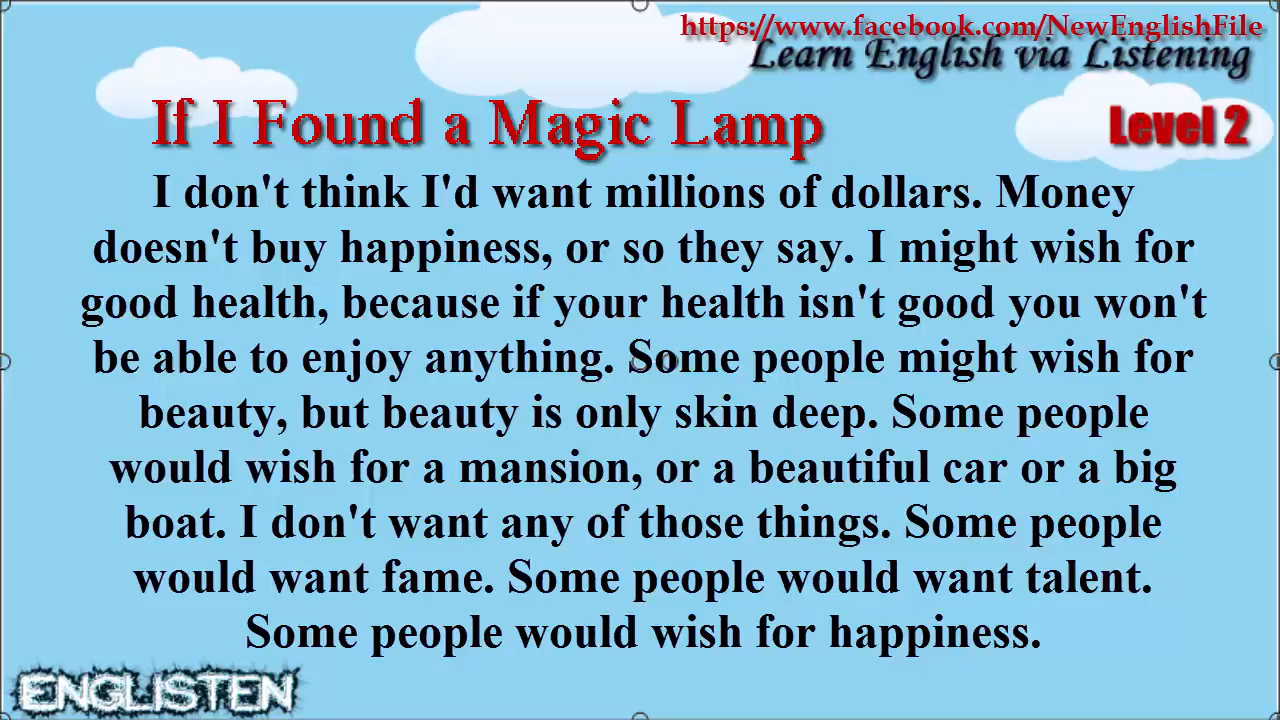 https://www.facebook.com/NewEnglishFile
Learn English via Listening
If I Found a Magic Lamp
Level 2
I don't think I'd want millions of dollars. Money
doesn't buy happiness, or so they say. I might wish for
good health, because if your health isn't good you won't
be able to enjoy anything. Some people might wish for
beauty, but beauty is only skin deep. Some people
would wish for a mansion, or a beautiful car or a big
boat. I don't want any of those things. Some people
would want fame. Some people would want talent.
Some people would wish for happiness.
ENGLISTEN